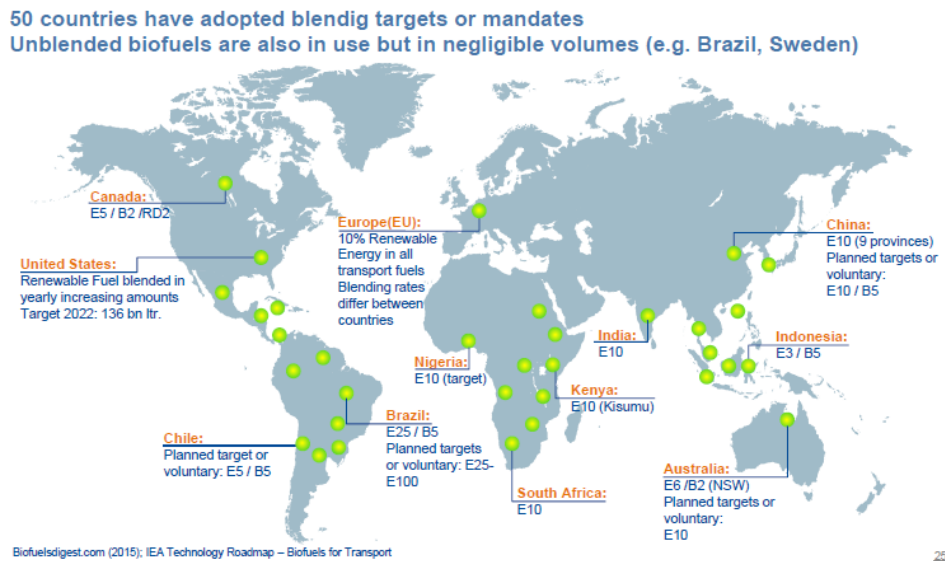 50 countries have adopted blendig targets or mandates
Unblended biofuels are also in use but in negligible volumes (e.g. Brazil, Sweden)
Canada:
E5 / B2 /RD2
United States:
Renewable Fuel blended in
yearly increasing amounts
Target 2022: 136 bn ltr.
Europe(EU):
10% Renewable
Energy in all
transport fuels
Blending rates
differ between
countries
China:
E10 (9 provinces)
Planned targets or
voluntary:
E10 / B5
India:
E10
Indonesia:
E3 / B5
Nigeria:
E10 (target)
Kenya:
E10 (Kisumu)
Brazil:
E25 / B5
Planned targets
or voluntary: E25-
E100
Chile:
Planned target or
voluntary: E5 / B5
South Africa:
E10
Australia:
E6 /B2 (NSW)
Planned targets or
voluntary:
E10
Biofuelsdigest.com (2015); IEA Technology Roadmap – Biofuels for Transport
25